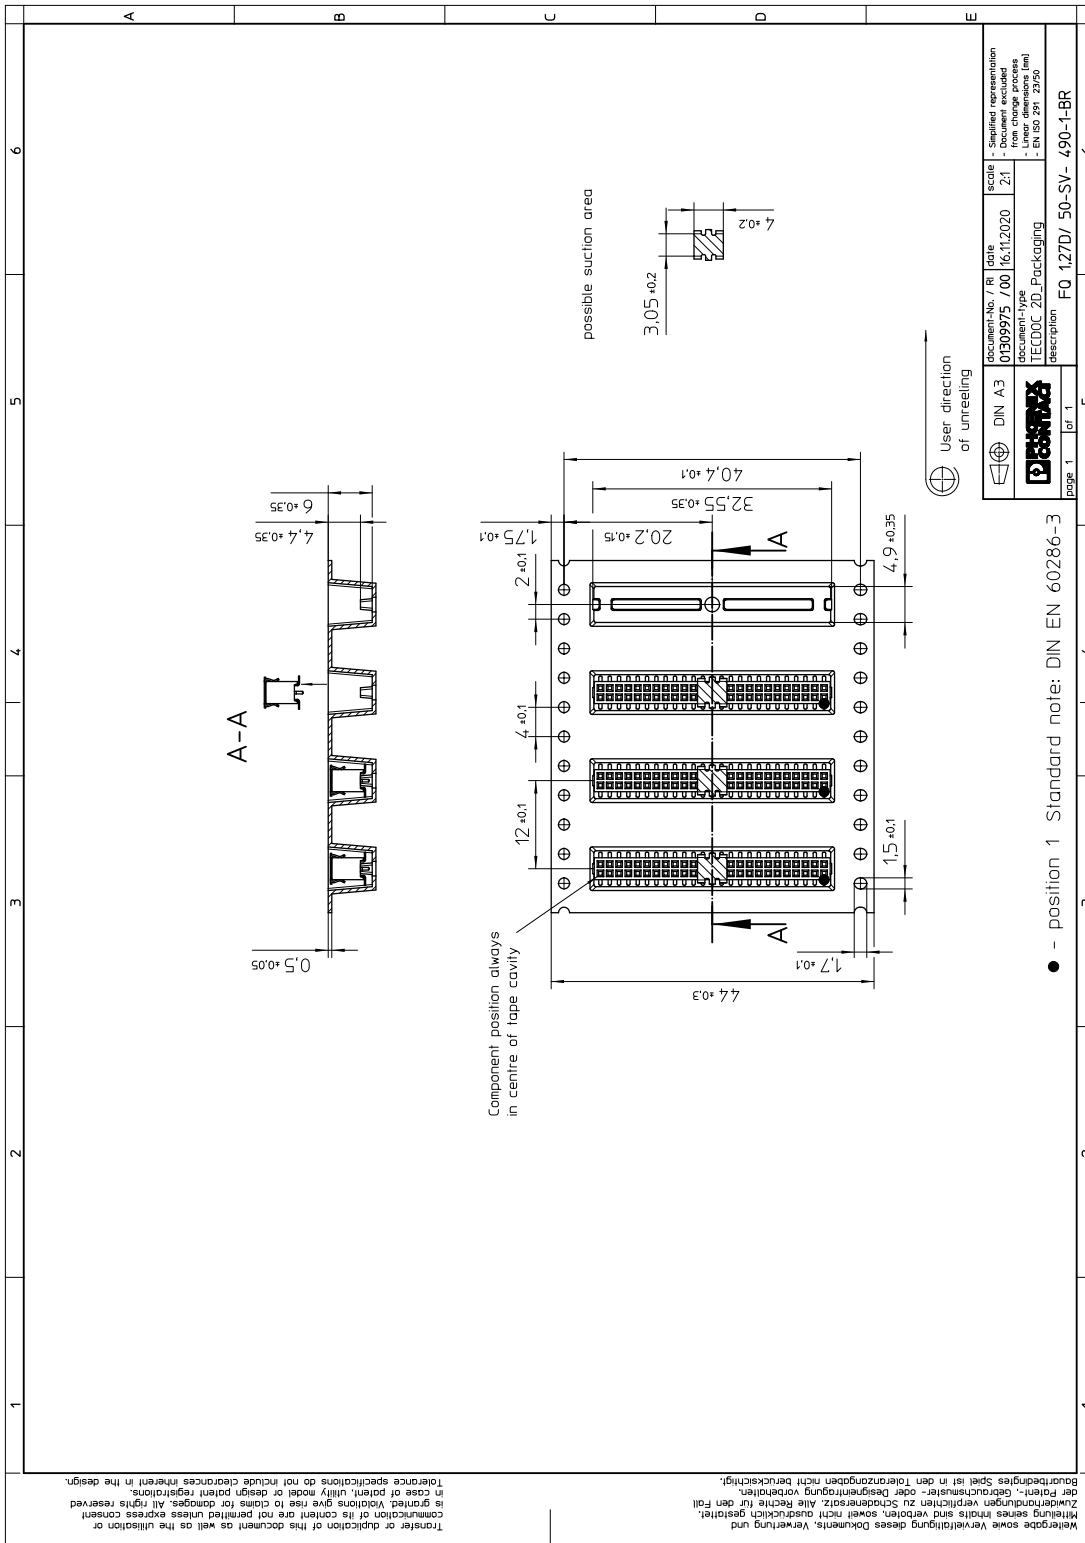 1
2
3
4
5
6
A
B
C
D
E
A-A
0,5 ±0,05
4,4 ±0,35
6 ±0,35
possible suction area
3,05 ±0,2
4 ±0,2
Component position always
in centre of tape cavity
12 ±0,1
4 ±0,1
2 ±0,1
1,75 ±0,1
20,2 ±0,15
32,55 ±0,35
40,4 ±0,1
44 ±0,3
1,7 ±0,1
1,5 ±0,1
4,9 ±0,35
A
A
User direction
of unreeling
● - position 1 Standard note: DIN EN 60286-3
DIN A3
PHOENIX
CONTACT
page 1 of 1
document-No. / RI
01309975 / 00
date
16.11.2020
scale
2:1
document-type
TECDOC 2D_Packaging
description
FQ 1,27D/ 50-SV- 490-1-BR
- Simplified representation
- Document excluded
from change process
- Linear dimensions [mm]
- EN ISO 291 23/50
Transfer or duplication of this document as well as the utilisation or
communication of its content are not permitted unless express consent
is granted. Violations give rise to claims for damages. All rights reserved
in case of patent, utility model or design patent registrations.
Tolerance specifications do not include clearances inherent in the design.
Weitergabe sowie Vervielfältigung dieses Dokuments, Verwertung und
Mitteilung seines Inhalts sind verboten, soweit nicht ausdrücklich gestattet.
Zuwiderhandlungen verpflichten zu Schadenersatz. Alle Rechte für den Fall
der Patent-, Gebrauchsmuster- oder Designeintragung vorbehalten.
Bauartbedingtes Spiel ist in den Toleranzangaben nicht berücksichtigt.